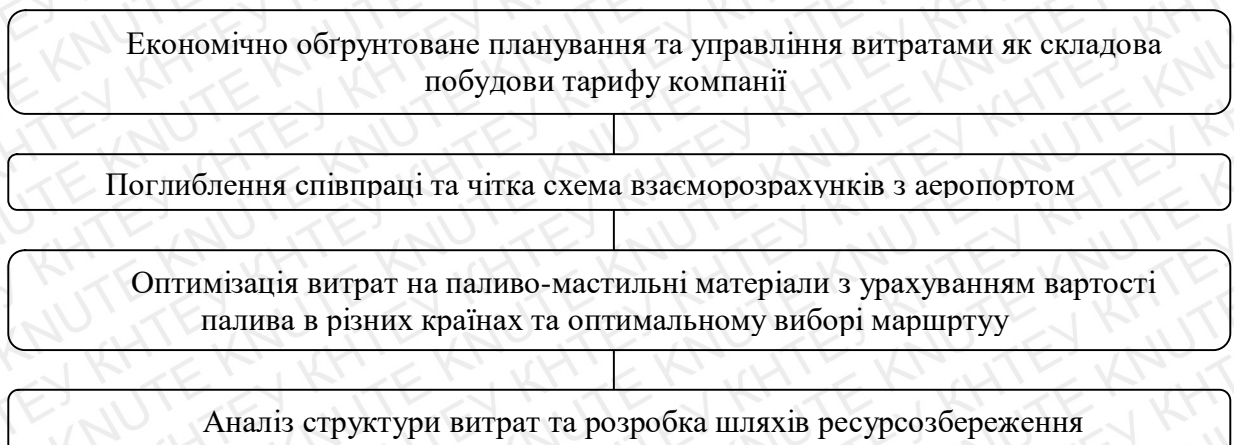 Економічно обґрунтоване планування та управління витратами як складова
побудови тарифу компанії
Поглиблення співпраці та чітка схема взаєморозрахунків з аеропортом
Оптимізація витрат на паливо-мастильні матеріали з урахуванням вартості
палива в різних країнах та оптимальному виборі маршртуу
Аналіз структури витрат та розробка шляхів ресурсозбереження